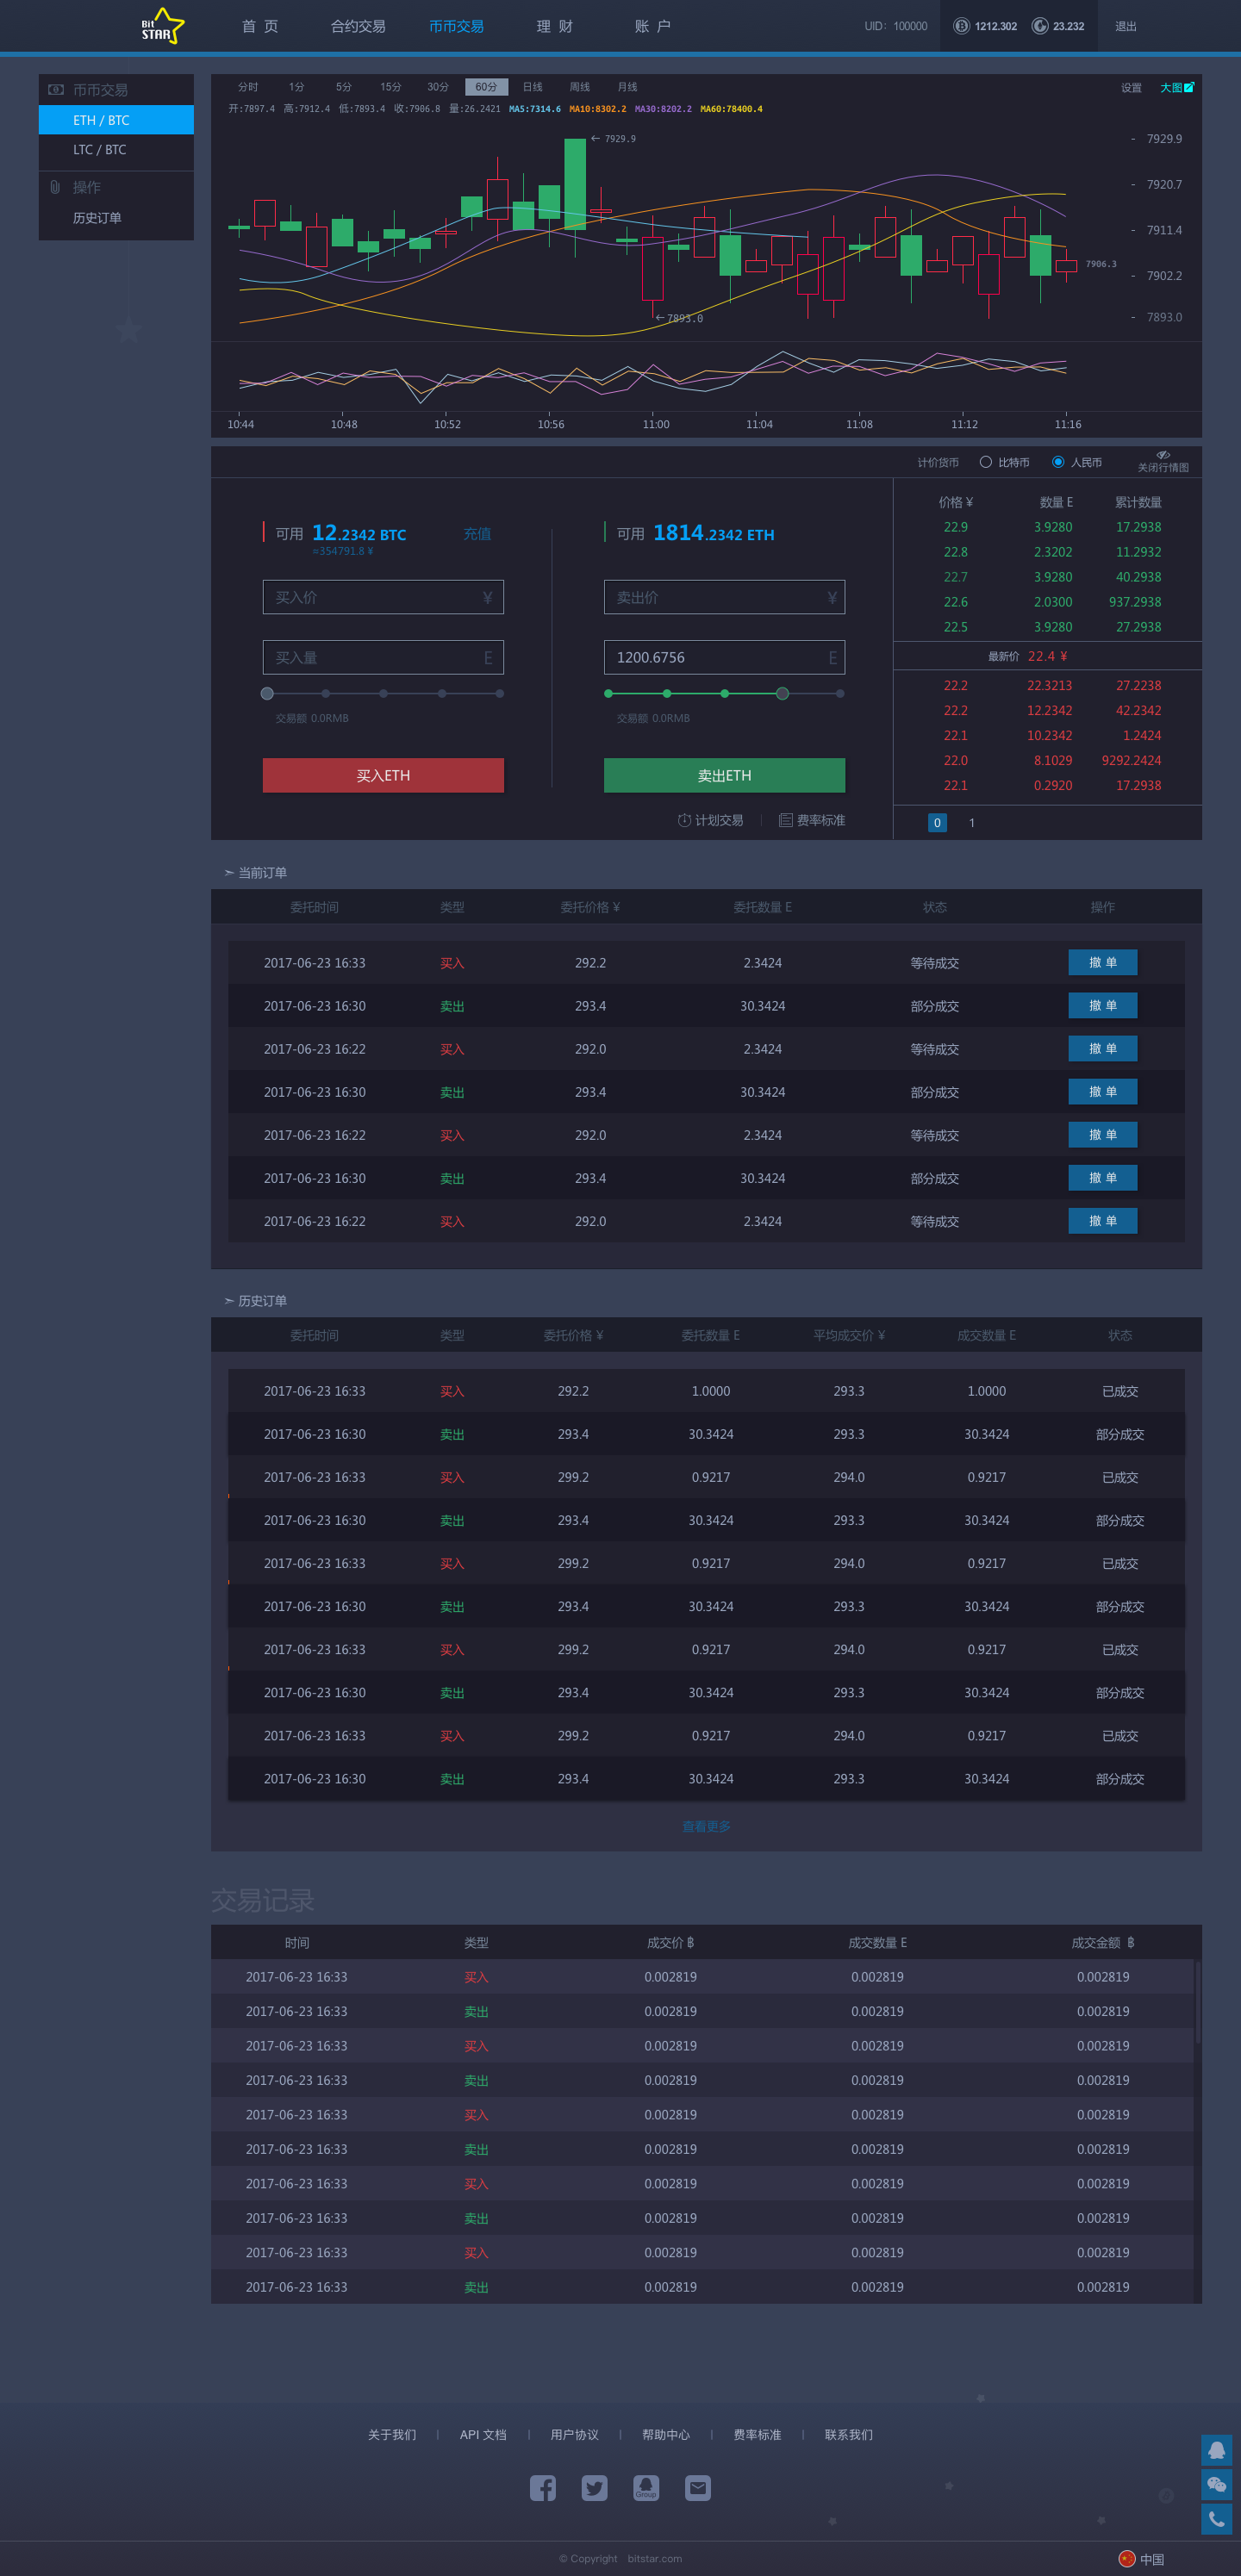 Bit STAR 首 页 合约交易 币币交易 理 财 账 户 UID: 100000 1212.302 23.232 退出
币币交易
ETH / BTC
LTC / BTC
操作
历史订单
分时 1分 5分 15分 30分 60分 日线 周线 月线 设置 大图
开:7897.4 高:7912.4 低:7893.4 收:7906.8 量:26.2421 MA5:7314.6 MA10:8302.2 MA30:8202.2 MA60:78400.4
← 7929.9
- 7929.9
- 7920.7
- 7911.4
7906.3
- 7902.2
←7893.0
- 7893.0
10:44 10:48 10:52 10:56 11:00 11:04 11:08 11:12 11:16
计价货币 比特币 人民币 关闭行情图
可用 12.2342 BTC 充值
≈354791.8 ¥
买入价 ¥
买入量 E
交易额 0.0RMB
买入ETH
可用 1814.2342 ETH
卖出价 ¥
1200.6756 E
交易额 0.0RMB
卖出ETH
计划交易 费率标准
价格 ¥ 数量 E 累计数量
22.9 3.9280 17.2938
22.8 2.3202 11.2932
22.7 3.9280 40.2938
22.6 2.0300 937.2938
22.5 3.9280 27.2938
最新价 22.4 ¥
22.2 22.3213 27.2238
22.2 12.2342 42.2342
22.1 10.2342 1.2424
22.0 8.1029 9292.2424
22.1 0.2920 17.2938
0 1
➣ 当前订单
委托时间 类型 委托价格 ¥ 委托数量 E 状态 操作
2017-06-23 16:33 买入 292.2 2.3424 等待成交 撤 单
2017-06-23 16:30 卖出 293.4 30.3424 部分成交 撤 单
2017-06-23 16:22 买入 292.0 2.3424 等待成交 撤 单
2017-06-23 16:30 卖出 293.4 30.3424 部分成交 撤 单
2017-06-23 16:22 买入 292.0 2.3424 等待成交 撤 单
2017-06-23 16:30 卖出 293.4 30.3424 部分成交 撤 单
2017-06-23 16:22 买入 292.0 2.3424 等待成交 撤 单
➣ 历史订单
委托时间 类型 委托价格 ¥ 委托数量 E 平均成交价 ¥ 成交数量 E 状态
2017-06-23 16:33 买入 292.2 1.0000 293.3 1.0000 已成交
2017-06-23 16:30 卖出 293.4 30.3424 293.3 30.3424 部分成交
2017-06-23 16:33 买入 299.2 0.9217 294.0 0.9217 已成交
2017-06-23 16:30 卖出 293.4 30.3424 293.3 30.3424 部分成交
2017-06-23 16:33 买入 299.2 0.9217 294.0 0.9217 已成交
2017-06-23 16:30 卖出 293.4 30.3424 293.3 30.3424 部分成交
2017-06-23 16:33 买入 299.2 0.9217 294.0 0.9217 已成交
2017-06-23 16:30 卖出 293.4 30.3424 293.3 30.3424 部分成交
2017-06-23 16:33 买入 299.2 0.9217 294.0 0.9217 已成交
2017-06-23 16:30 卖出 293.4 30.3424 293.3 30.3424 部分成交
查看更多
交易记录
时间 类型 成交价 ฿ 成交数量 E 成交金额 ฿
2017-06-23 16:33 买入 0.002819 0.002819 0.002819
2017-06-23 16:33 卖出 0.002819 0.002819 0.002819
2017-06-23 16:33 买入 0.002819 0.002819 0.002819
2017-06-23 16:33 卖出 0.002819 0.002819 0.002819
2017-06-23 16:33 买入 0.002819 0.002819 0.002819
2017-06-23 16:33 卖出 0.002819 0.002819 0.002819
2017-06-23 16:33 买入 0.002819 0.002819 0.002819
2017-06-23 16:33 卖出 0.002819 0.002819 0.002819
2017-06-23 16:33 买入 0.002819 0.002819 0.002819
2017-06-23 16:33 卖出 0.002819 0.002819 0.002819
关于我们 | API 文档 | 用户协议 | 帮助中心 | 费率标准 | 联系我们
Group
© Copyright bitstar.com 中国